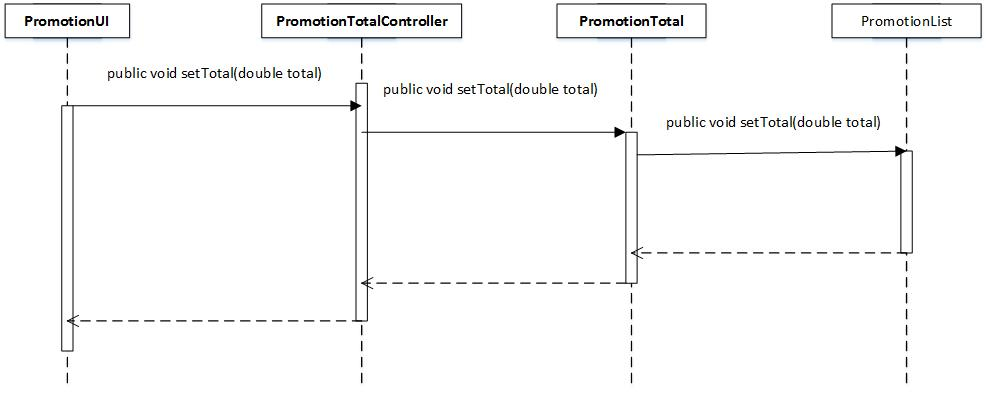 PromotionUI
PromotionTotalController
PromotionTotal
PromotionList
public void setTotal(double total)
public void setTotal(double total)
public void setTotal(double total)